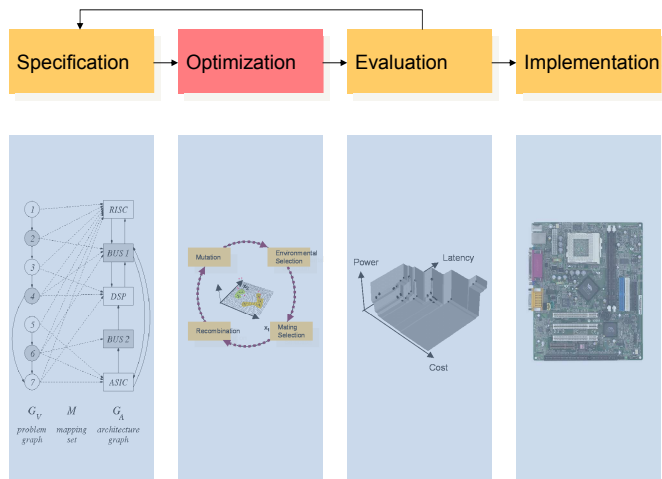 Specification
Optimization
Evaluation
Implementation
1
2
3
4
5
6
7
RISC
BUS 1
DSP
BUS 2
ASIC
G_V M G_A
problem graph
mapping set
architecture graph
Mutation
Environmental Selection
Recombination
Mating Selection
Power
Latency
Cost